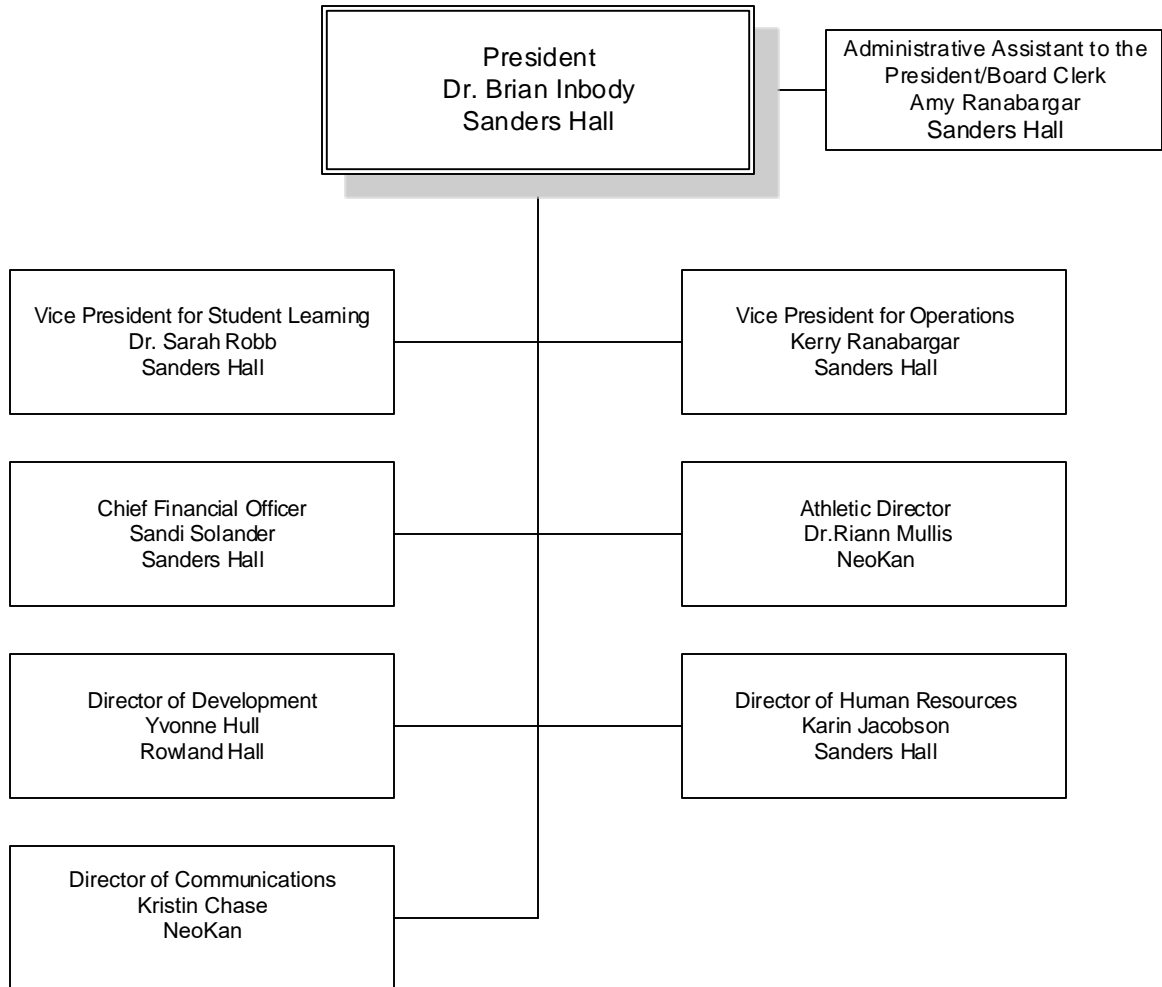 President
Dr. Brian Inbody
Sanders Hall
Administrative Assistant to the
President/Board Clerk
Amy Ranabargar
Sanders Hall
Vice President for Student Learning
Dr. Sarah Robb
Sanders Hall
Vice President for Operations
Kerry Ranabargar
Sanders Hall
Chief Financial Officer
Sandi Solander
Sanders Hall
Athletic Director
Dr.Riann Mullis
NeoKan
Director of Development
Yvonne Hull
Rowland Hall
Director of Human Resources
Karin Jacobson
Sanders Hall
Director of Communications
Kristin Chase
NeoKan